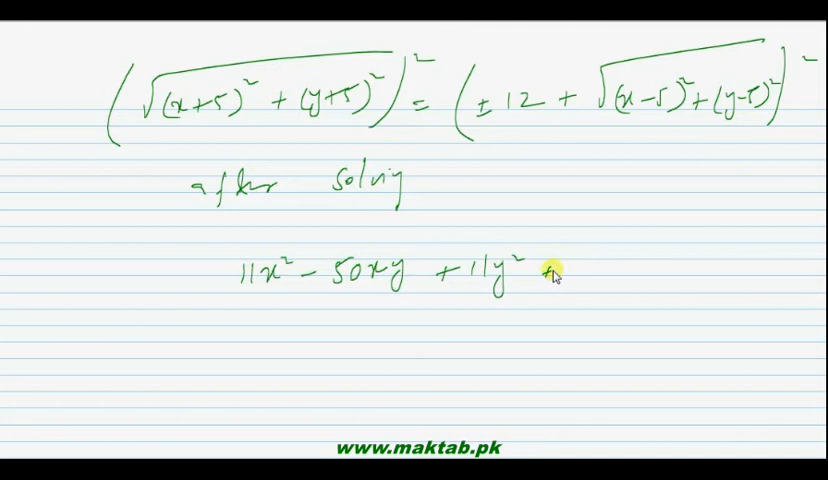 (√(x+5)² + (y+5)²)² = (± 12 + √(x-5)² + (y-5)²)²
after solving
11x² - 50xy + 11y² +
www.maktab.pk